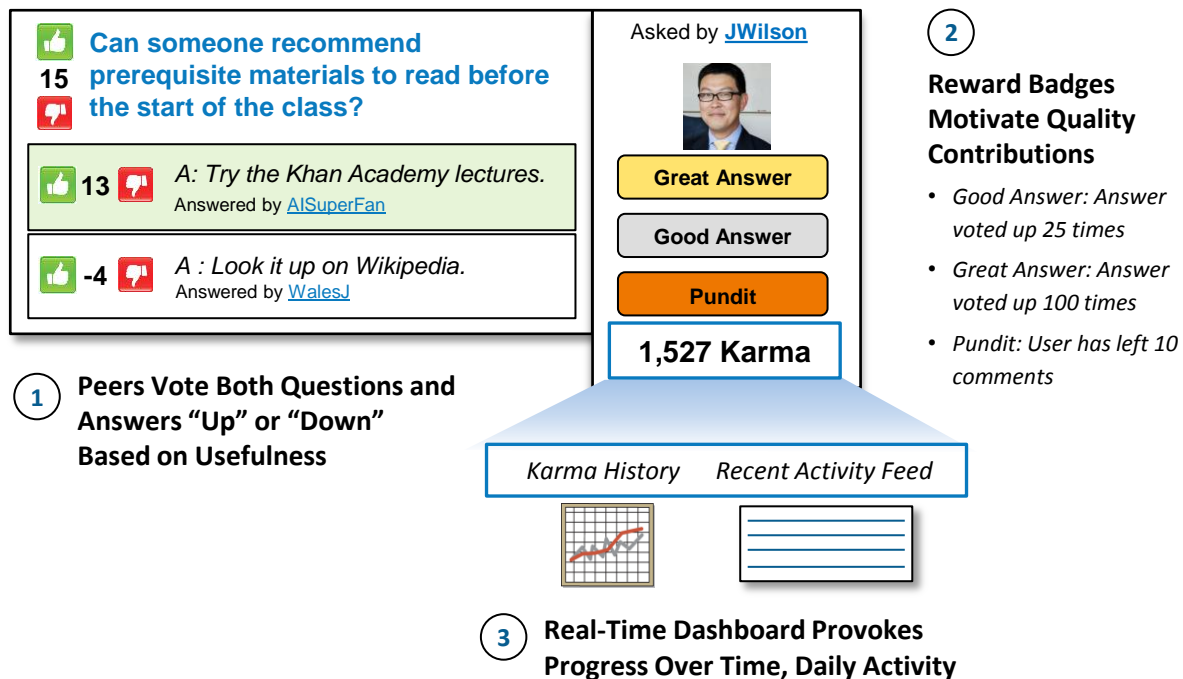 Can someone recommend
15
prerequisite materials to read before
the start of the class?
13
A: Try the Khan Academy lectures.
Answered by AISuperFan
-4
A : Look it up on Wikipedia.
Answered by WalesJ
Asked by JWilson
Great Answer
Good Answer
Pundit
1,527 Karma
2
Reward Badges
Motivate Quality
Contributions
• Good Answer: Answer
voted up 25 times
• Great Answer: Answer
voted up 100 times
• Pundit: User has left 10
comments
1
Peers Vote Both Questions and
Answers “Up” or “Down”
Based on Usefulness
Karma History
Recent Activity Feed
3
Real-Time Dashboard Provokes
Progress Over Time, Daily Activity